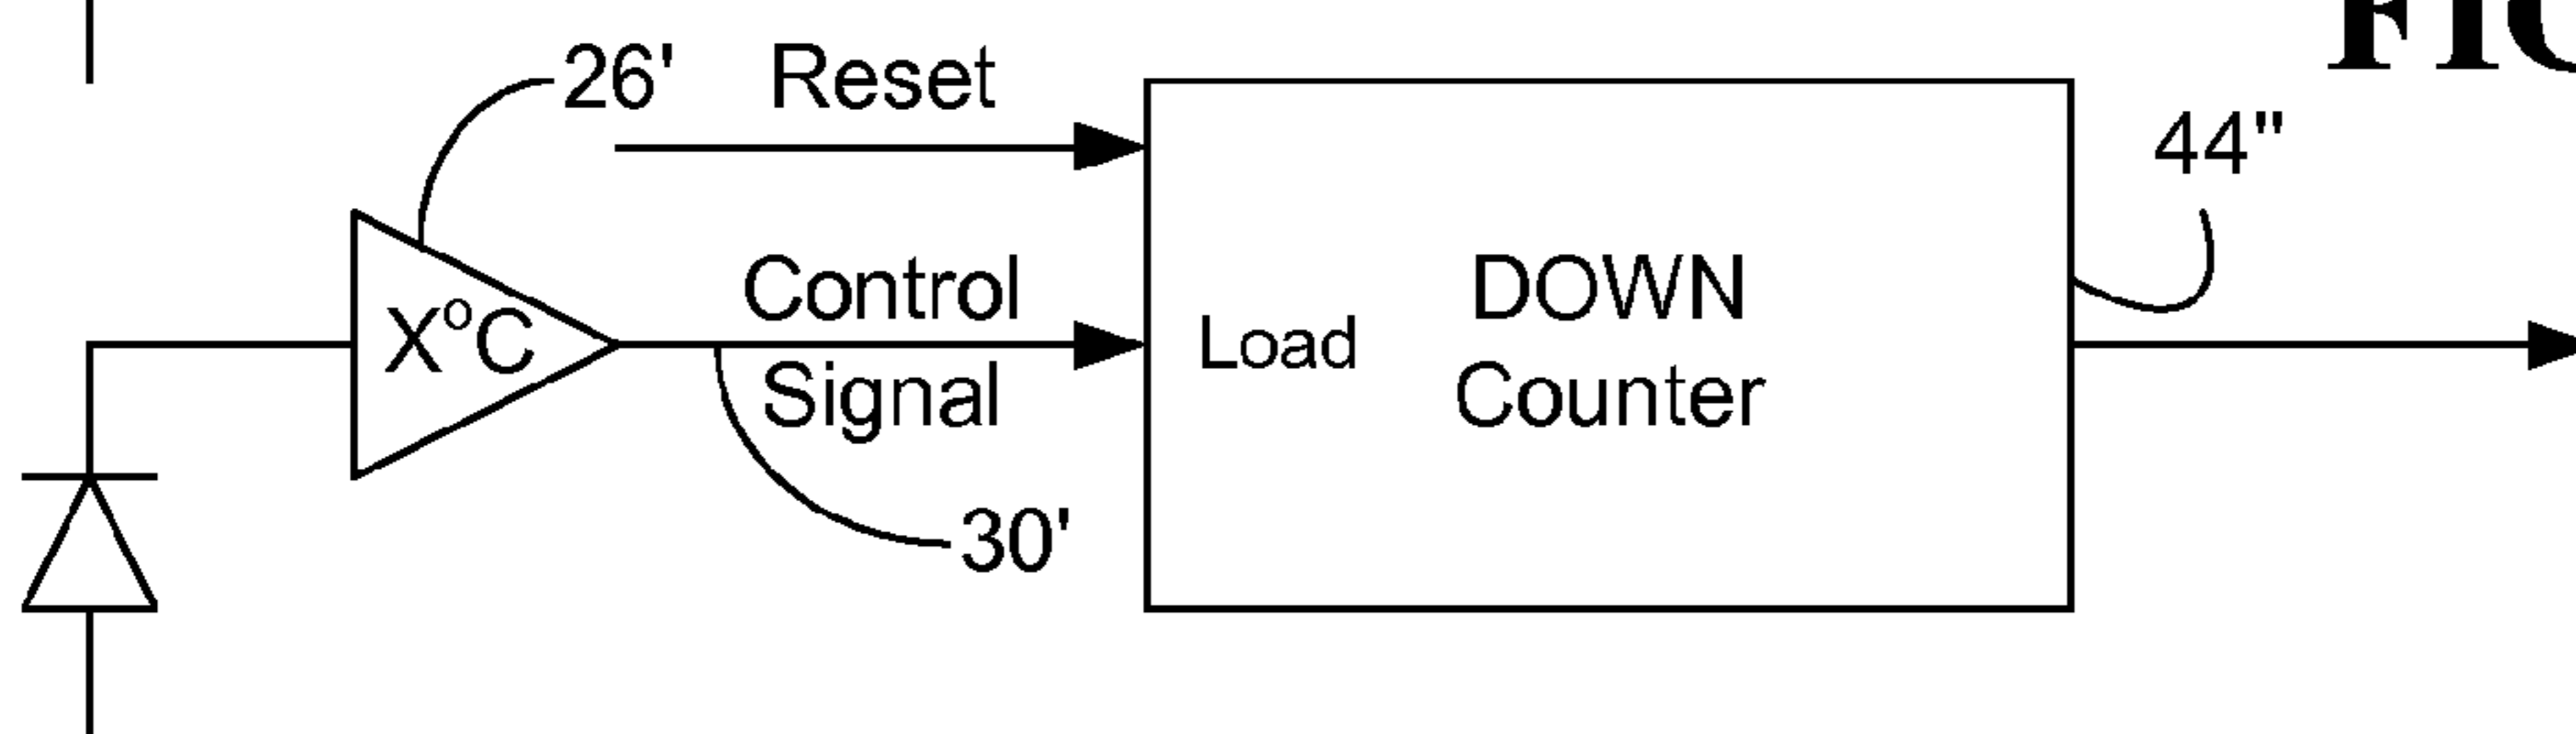 26'
Reset
44"
X°C
Control
Signal
30'
Load
DOWN
Counter